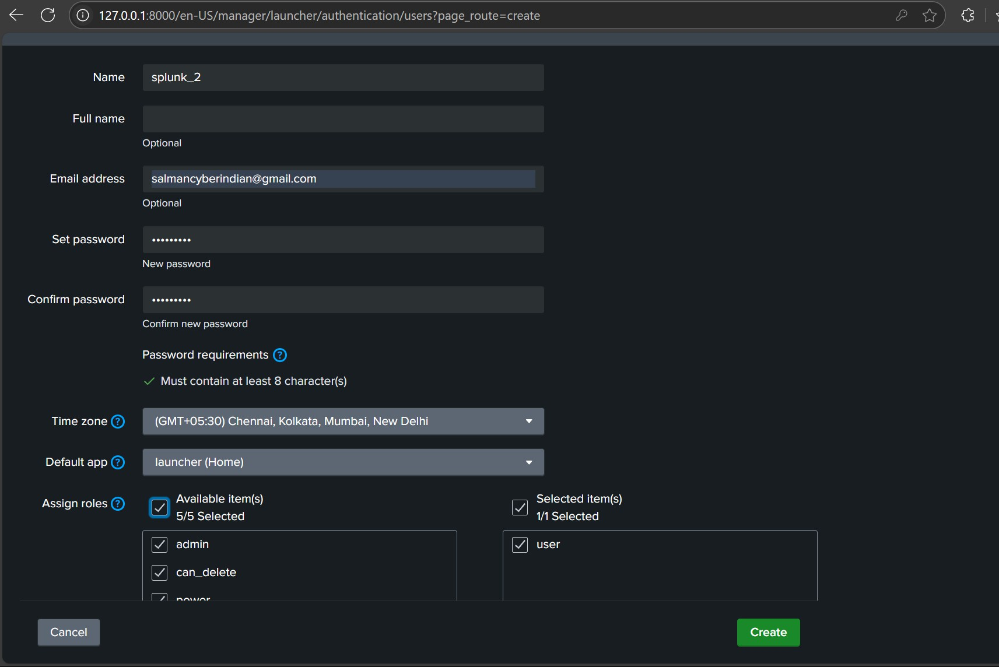 127.0.0.1:8000/en-US/manager/launcher/authentication/users?page_route=create
Name
splunk_2
Full name
Optional
Email address
salmancyberindian@gmail.com
Optional
Set password
•••••••••
New password
Confirm password
•••••••••
Confirm new password
Password requirements ?
Must contain at least 8 character(s)
Time zone ?
(GMT+05:30) Chennai, Kolkata, Mumbai, New Delhi
Default app ?
launcher (Home)
Assign roles ?
Available item(s)
5/5 Selected
Selected item(s)
1/1 Selected
admin
user
can_delete
power
Cancel
Create